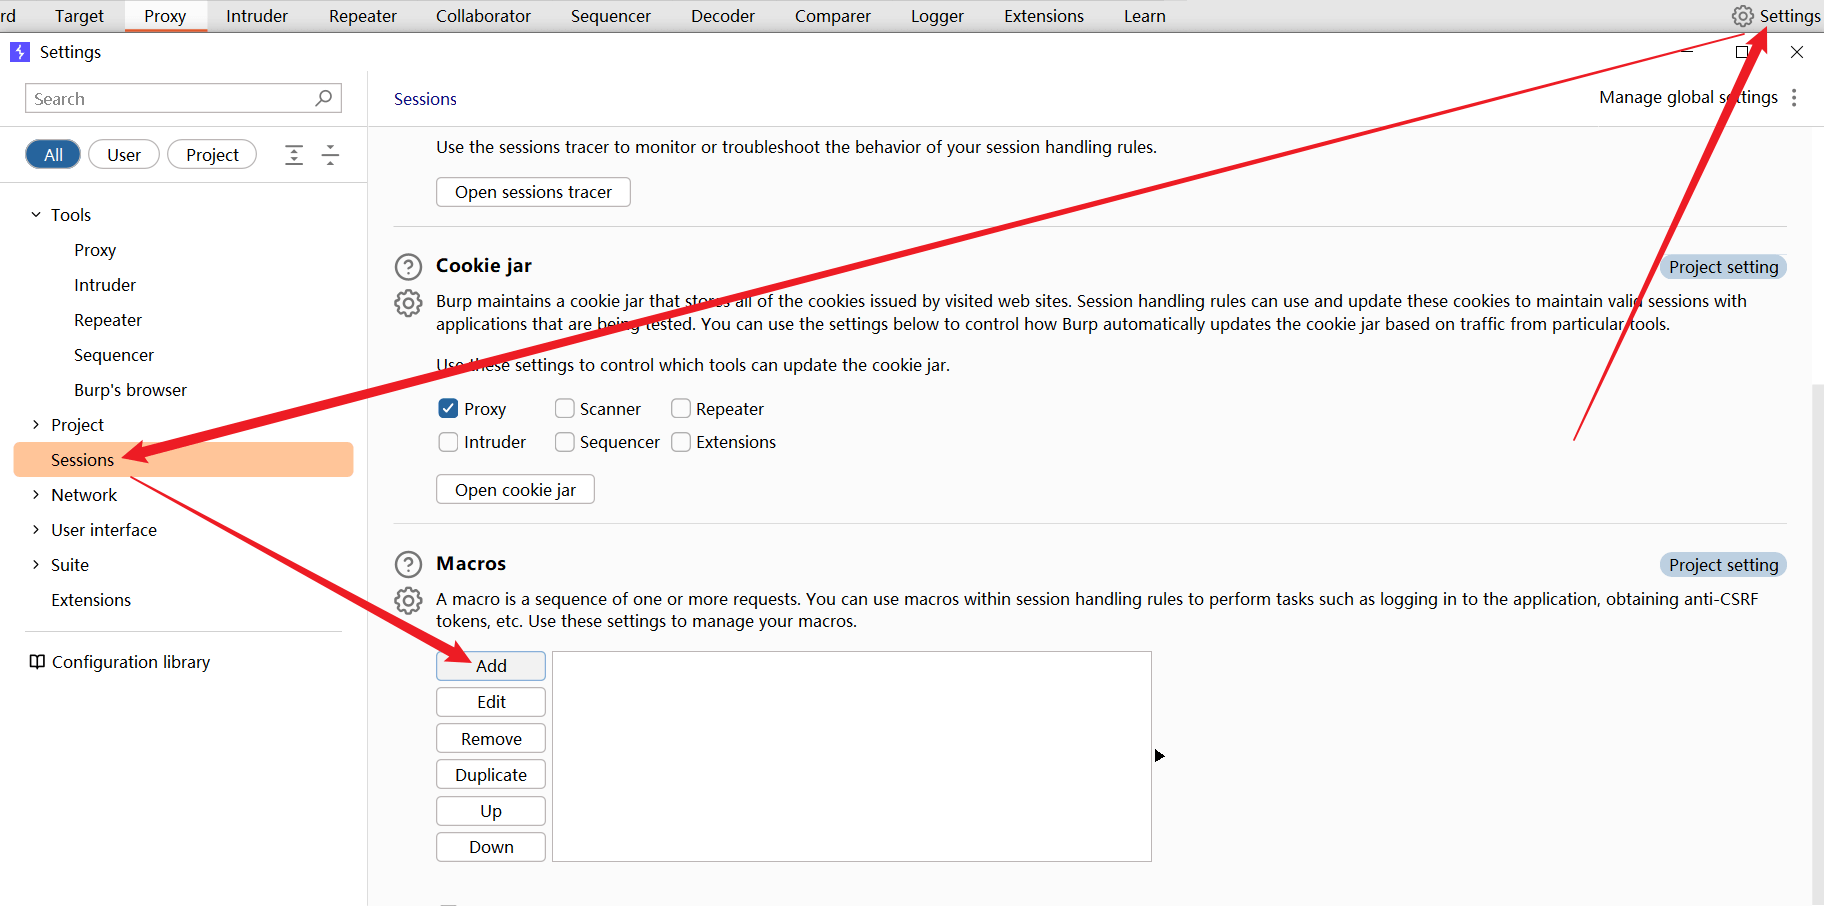 rd Target Proxy Intruder Repeater Collaborator Sequencer Decoder Comparer Logger Extensions Learn Settings
Settings
Search
All User Project
Tools
Proxy
Intruder
Repeater
Sequencer
Burp's browser
Project
Sessions
Network
User interface
Suite
Extensions
Configuration library
Sessions
Manage global settings
Use the sessions tracer to monitor or troubleshoot the behavior of your session handling rules.
Open sessions tracer
Cookie jar
Project setting
Burp maintains a cookie jar that stores all of the cookies issued by visited web sites. Session handling rules can use and update these cookies to maintain valid sessions with
applications that are being tested. You can use the settings below to control how Burp automatically updates the cookie jar based on traffic from particular tools.
Use these settings to control which tools can update the cookie jar.
Proxy Scanner Repeater
Intruder Sequencer Extensions
Open cookie jar
Macros
Project setting
A macro is a sequence of one or more requests. You can use macros within session handling rules to perform tasks such as logging in to the application, obtaining anti-CSRF
tokens, etc. Use these settings to manage your macros.
Add
Edit
Remove
Duplicate
Up
Down